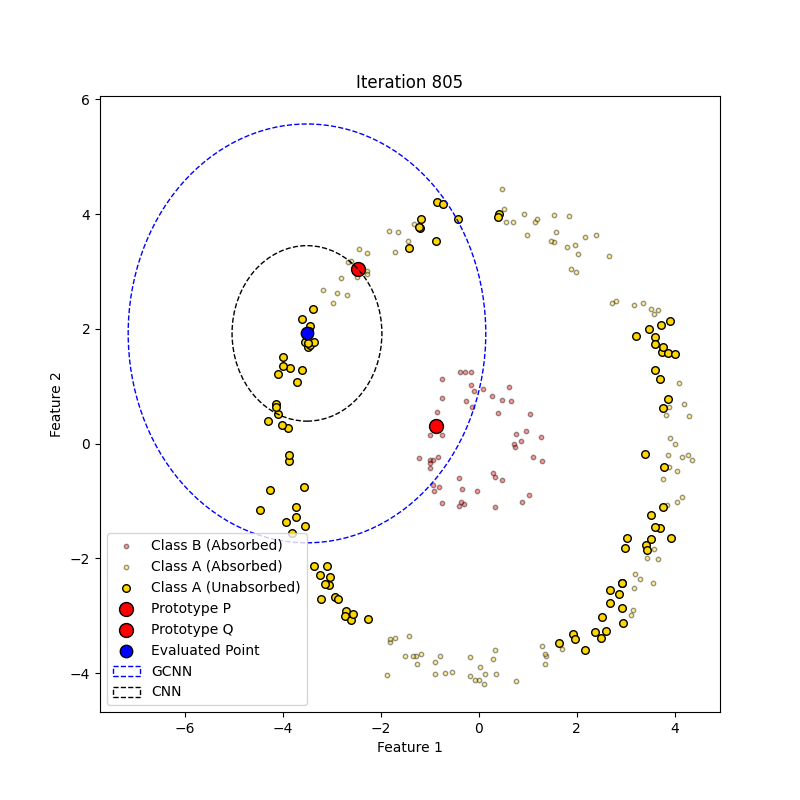 Iteration 805
6
4
2
0
−2
−4
Feature 2
Class B (Absorbed)
Class A (Absorbed)
Class A (Unabsorbed)
Prototype P
Prototype Q
Evaluated Point
GCNN
CNN
−6
−4
−2
0
2
4
Feature 1